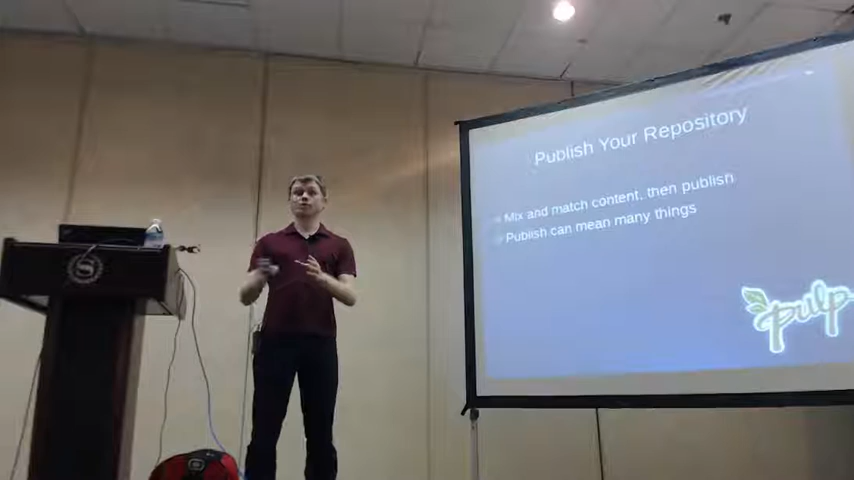 Publish Your Repository
Mix and match content, then publish
Publish can mean many things
pulp
S